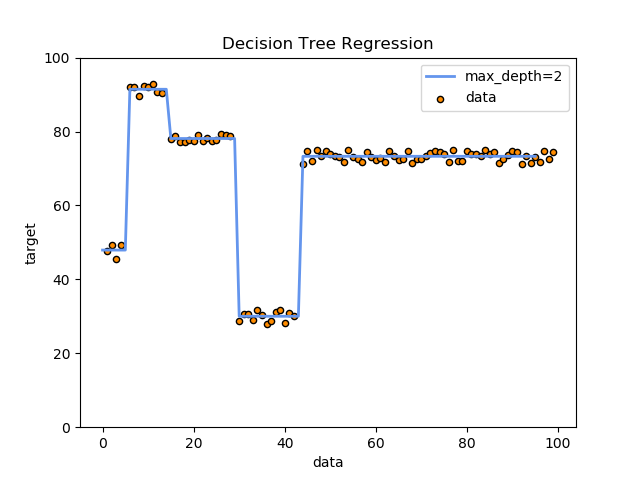 Decision Tree Regression
max_depth=2
data
target
100
80
60
40
20
0
0 20 40 60 80 100
data